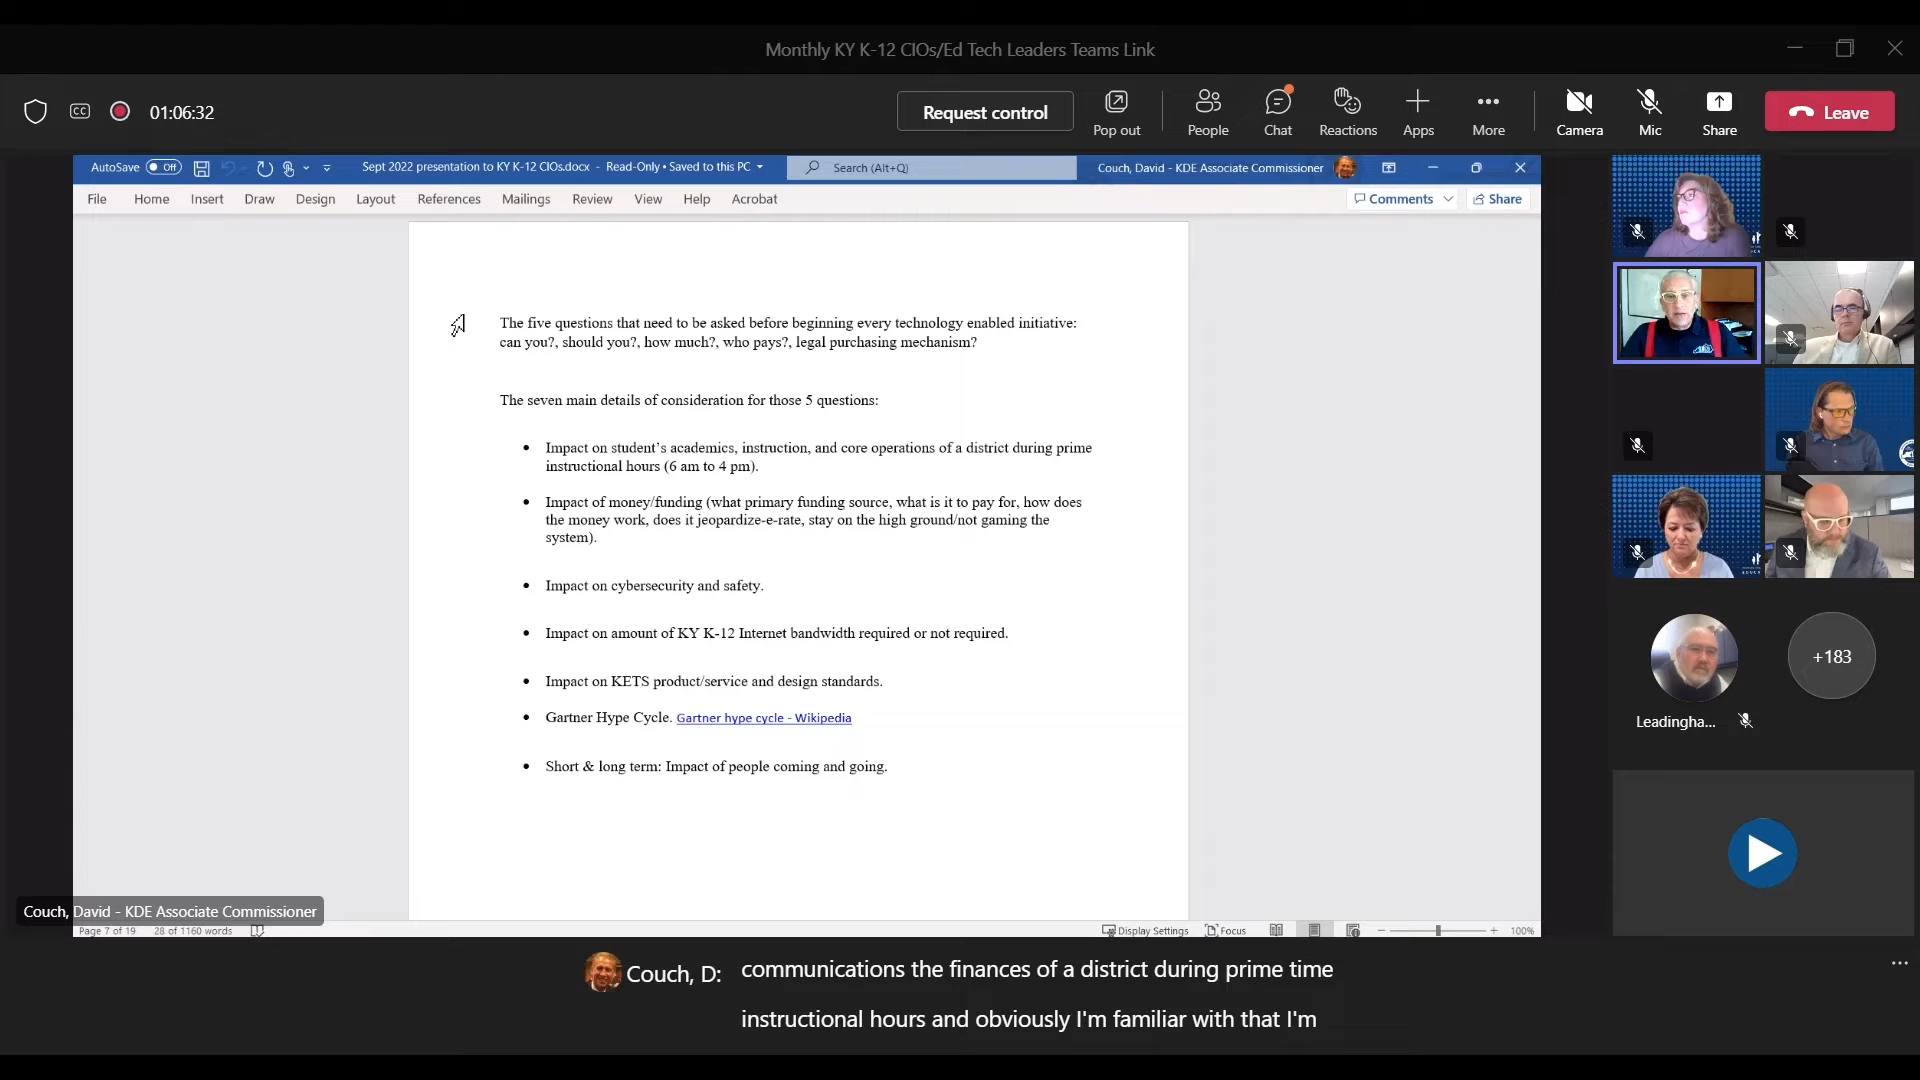 Monthly KY K-12 CIOs/Ed Tech Leaders Teams Link
CC
01:06:32
Request control
Pop out
People
Chat
Reactions
Apps
More
Camera
Mic
Share
Leave
AutoSave Off
Sept 2022 presentation to KY K-12 CIOs.docx - Read-Only • Saved to this PC
Search (Alt+Q)
Couch, David - KDE Associate Commissioner
File Home Insert Draw Design Layout References Mailings Review View Help Acrobat
Comments
Share
The five questions that need to be asked before beginning every technology enabled initiative:
can you?, should you?, how much?, who pays?, legal purchasing mechanism?
The seven main details of consideration for those 5 questions:
• Impact on student's academics, instruction, and core operations of a district during prime
instructional hours (6 am to 4 pm).
• Impact of money/funding (what primary funding source, what is it to pay for, how does
the money work, does it jeopardize-e-rate, stay on the high ground/not gaming the
system).
• Impact on cybersecurity and safety.
• Impact on amount of KY K-12 Internet bandwidth required or not required.
• Impact on KETS product/service and design standards.
• Gartner Hype Cycle. Gartner hype cycle - Wikipedia
• Short & long term: Impact of people coming and going.
+183
Leadingha...
Couch, David - KDE Associate Commissioner
Page 7 of 19 28 of 1160 words
Display Settings
Focus
100%
Couch, D: communications the finances of a district during prime time
instructional hours and obviously I'm familiar with that I'm